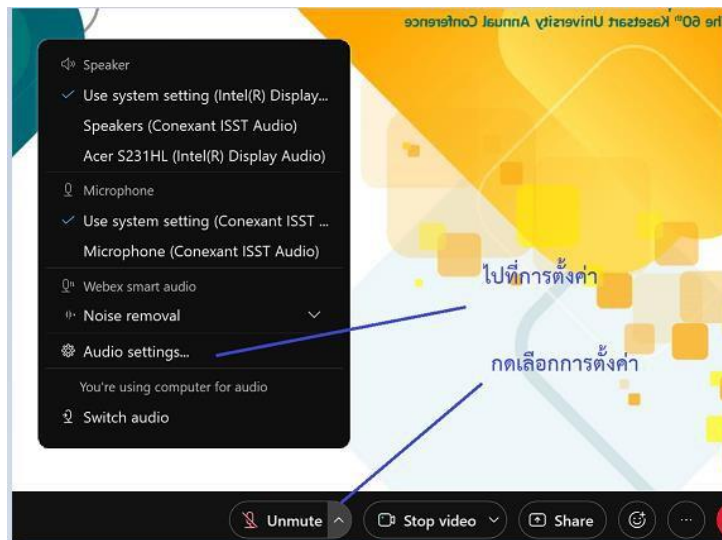 he 60th Kasetsart University Annual Conference
Speaker
Use system setting (Intel(R) Display...
Speakers (Conexant ISST Audio)
Acer S231HL (Intel(R) Display Audio)
Microphone
Use system setting (Conexant ISST ...
Microphone (Conexant ISST Audio)
Webex smart audio
Noise removal
ไปที่การตั้งค่า
Audio settings...
กดเลือกการตั้งค่า
You're using computer for audio
Switch audio
Unmute
Stop video
Share